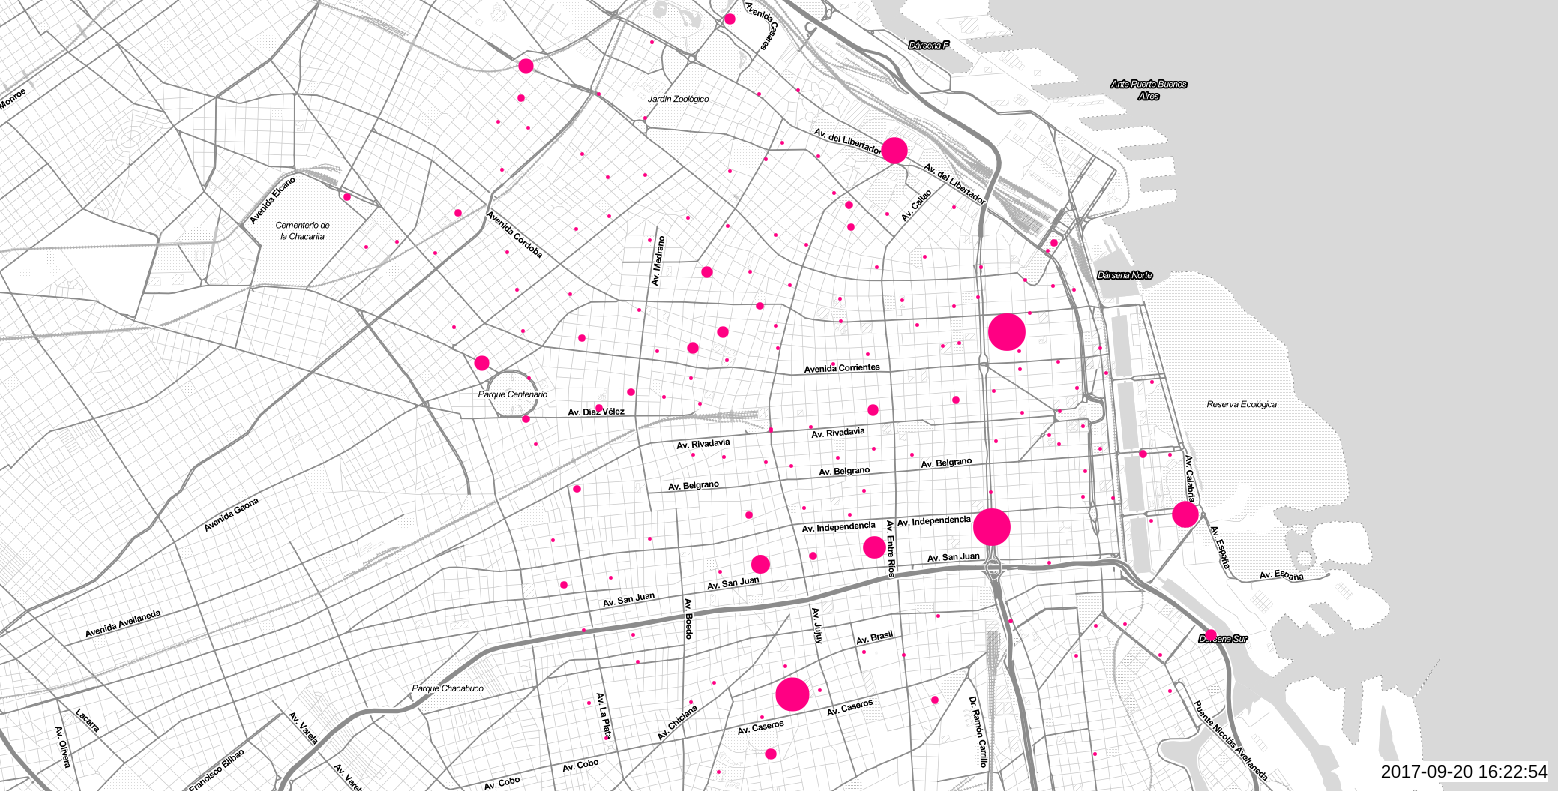 Avenida Casares
Dársena F
Ante Puerto Buenos
Aires
Monroe
Jardín Zoológico
Av. del Libertador
Av. del Libertador
Avenida Elcano
Av. Callao
Cementerio de
la Chacarita
Avenida Córdoba
Av. Medrano
Dársena Norte
Avenida Corrientes
Parque Centenario
Reserva Ecológica
Av. Díaz Vélez
Av. Rivadavia
Av. Rivadavia
Av. Belgrano
Av. Belgrano
Av. Belgrano
Av. Calabria
Avenida Gaona
Av. Independencia
Av. Independencia
Av. Entre Ríos
Av. España
Av. San Juan
Av. España
Av. San Juan
Av. San Juan
Avenida Avellaneda
Av. Boedo
Av. Jujuy
Av. Brasil
Dársena Sur
Parque Chacabuco
Av. La Plata
Av. Chiclana
Av. Caseros
Av. Caseros
Dr. Ramón Carrillo
Puente Nicolás Avellaneda
Lacarra
Av. Varela
Av. Olivera
Francisco Bilbao
Av. Cobo
Av. Cobo
2017-09-20 16:22:54